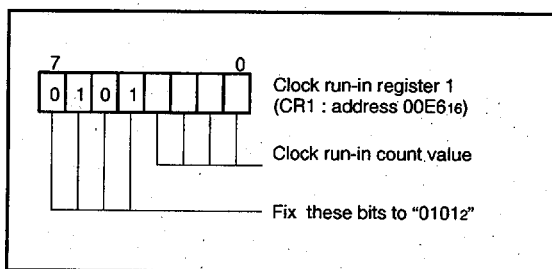 7 0
0 1 0 1
Clock run-in register 1
(CR1 : address 00E6₁₆)
Clock run-in count value
Fix these bits to “0101₂”